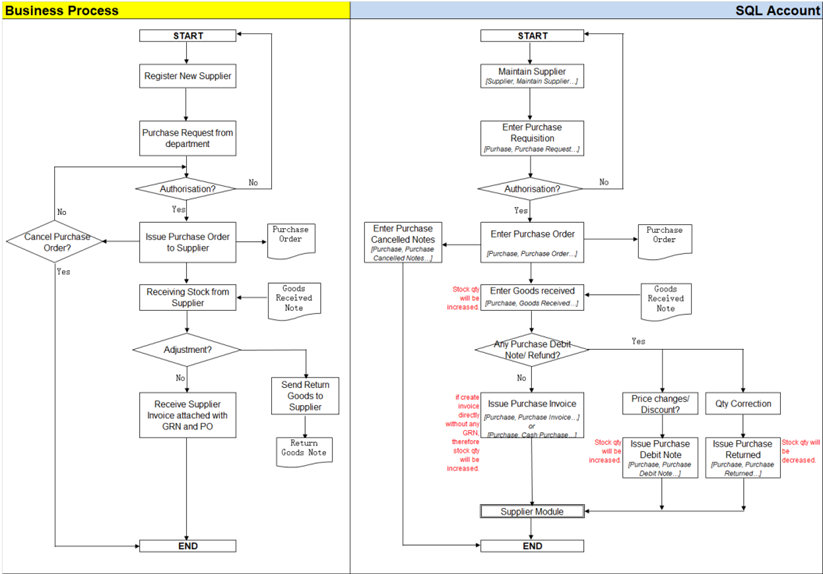 Business Process
SQL Account
START
Register New Supplier
Purchase Request from
department
Authorisation?
No
Yes
No
Cancel Purchase
Order?
Yes
Issue Purchase Order
to Supplier
Purchase
Order
Receiving Stock from
Supplier
Goods
Received
Note
Adjustment?
No
Receive Supplier
Invoice attached with
GRN and PO
Send Return
Goods to
Supplier
Return
Goods Note
END
START
Maintain Supplier
[Supplier, Maintain Supplier...]
Enter Purchase
Requisition
[Purhase, Purchase Request...]
Authorisation?
No
Yes
Enter Purchase
Cancelled Notes
[Purchase, Purchase
Cancelled Notes...]
Enter Purchase Order
[Purchase, Purchase Order...]
Purchase
Order
Stock qty
will be
increased.
Enter Goods received
[Purchase, Goods Received...]
Goods
Received
Note
Any Purchase Debit
Note/ Refund?
Yes
No
if create
invoice
directly
without any
GRN,
therefore
stock qty
will be
increased.
Issue Purchase Invoice
[Purchase, Purchase Invoice...]
or
[Purchase, Cash Purchase...]
Price changes/
Discount?
Qty Correction
Stock qty
will be
increased.
Issue Purchase
Debit Note
[Purchase, Purchase
Debit Note...]
Issue Purchase
Returned
[Purchase, Purchase
Returned...]
Stock qty will
be
decreased.
Supplier Module
END